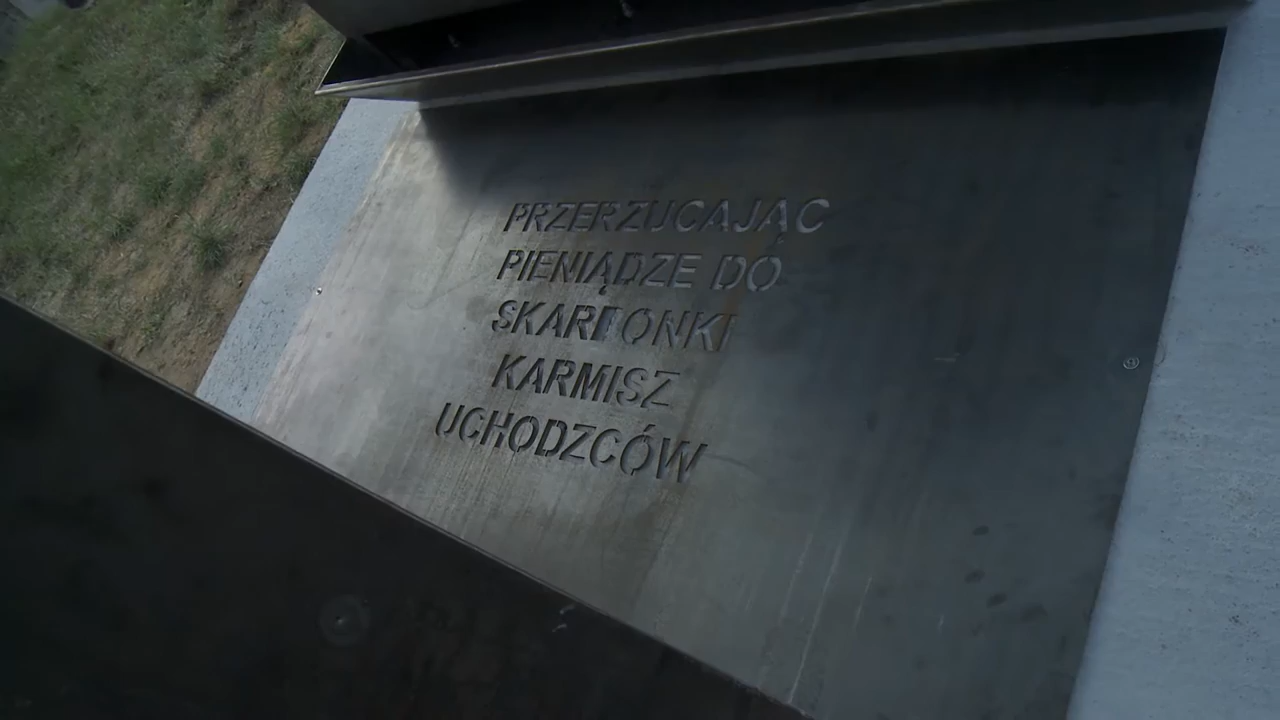 PRZERZUCAJĄC
PIENIĄDZE DO
SKARBONKI
KARMISZ
UCHODZCÓW